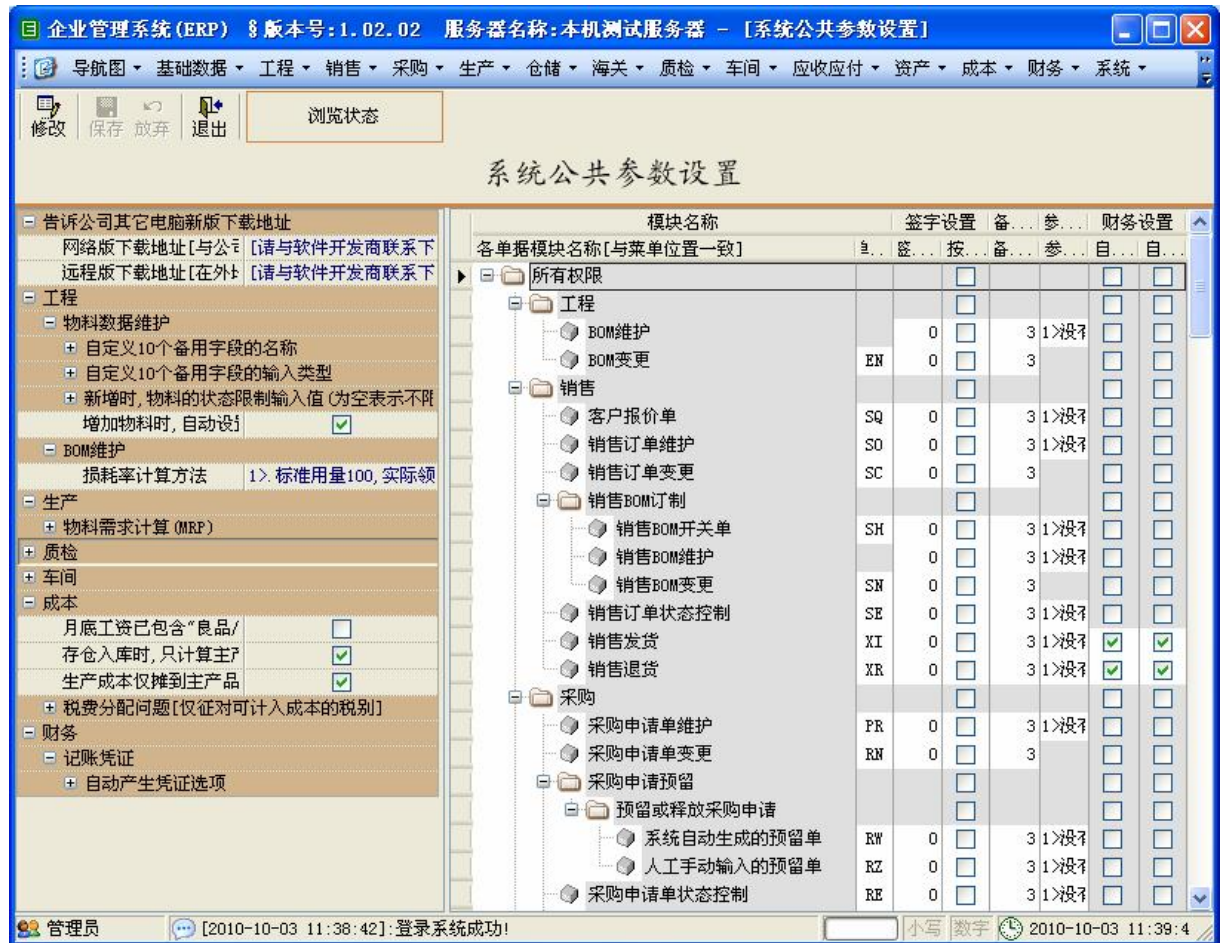 企业管理系统(ERP) §版本号:1.02.02 服务器名称:本机测试服务器 - [系统公共参数设置]
导航图 基础数据 工程 销售 采购 生产 仓储 海关 质检 车间 应收应付 资产 成本 财务 系统
修改 保存 放弃 退出 浏览状态
系统公共参数设置
告诉公司其它电脑新版下载地址
网络版下载地址[与公司 [请与软件开发商联系下
远程版下载地址[在外 [请与软件开发商联系下
工程
物料数据维护
自定义10个备用字段的名称
自定义10个备用字段的输入类型
新增时,物料的状态限制输入值(为空表示不限
增加物料时,自动设
BOM维护
损耗率计算方法 1>.标准用量100,实际领
生产
物料需求计算(MRP)
质检
车间
成本
月底工资已包含“良品/
存仓入库时,只计算主产
生产成本仅摊到主产品
税费分配问题[仅征对可计入成本的税别]
财务
记账凭证
自动产生凭证选项
模块名称 签字设置 备... 参... 财务设置
各单据模块名称[与菜单位置一致] 单.. 签.. 按.. 备... 参... 自... 自...
所有权限
工程
BOM维护 0 3 1>没有
BOM变更 EN 0 3
销售
客户报价单 SQ 0 3 1>没有
销售订单维护 SO 0 3 1>没有
销售订单变更 SC 0 3
销售BOM订制
销售BOM开关单 SH 0 3 1>没有
销售BOM维护 0 3 1>没有
销售BOM变更 SN 0 3
销售订单状态控制 SE 0 3 1>没有
销售发货 XI 0 3 1>没有
销售退货 XR 0 3 1>没有
采购
采购申请单维护 PR 0 3 1>没有
采购申请单变更 RN 0 3
采购申请预留
预留或释放采购申请
系统自动生成的预留单 RW 0 3 1>没有
人工手动输入的预留单 RZ 0 3 1>没有
采购申请单状态控制 RE 0 3 1>没有
管理员 [2010-10-03 11:38:42]:登录系统成功! 小写 数字 2010-10-03 11:39:4